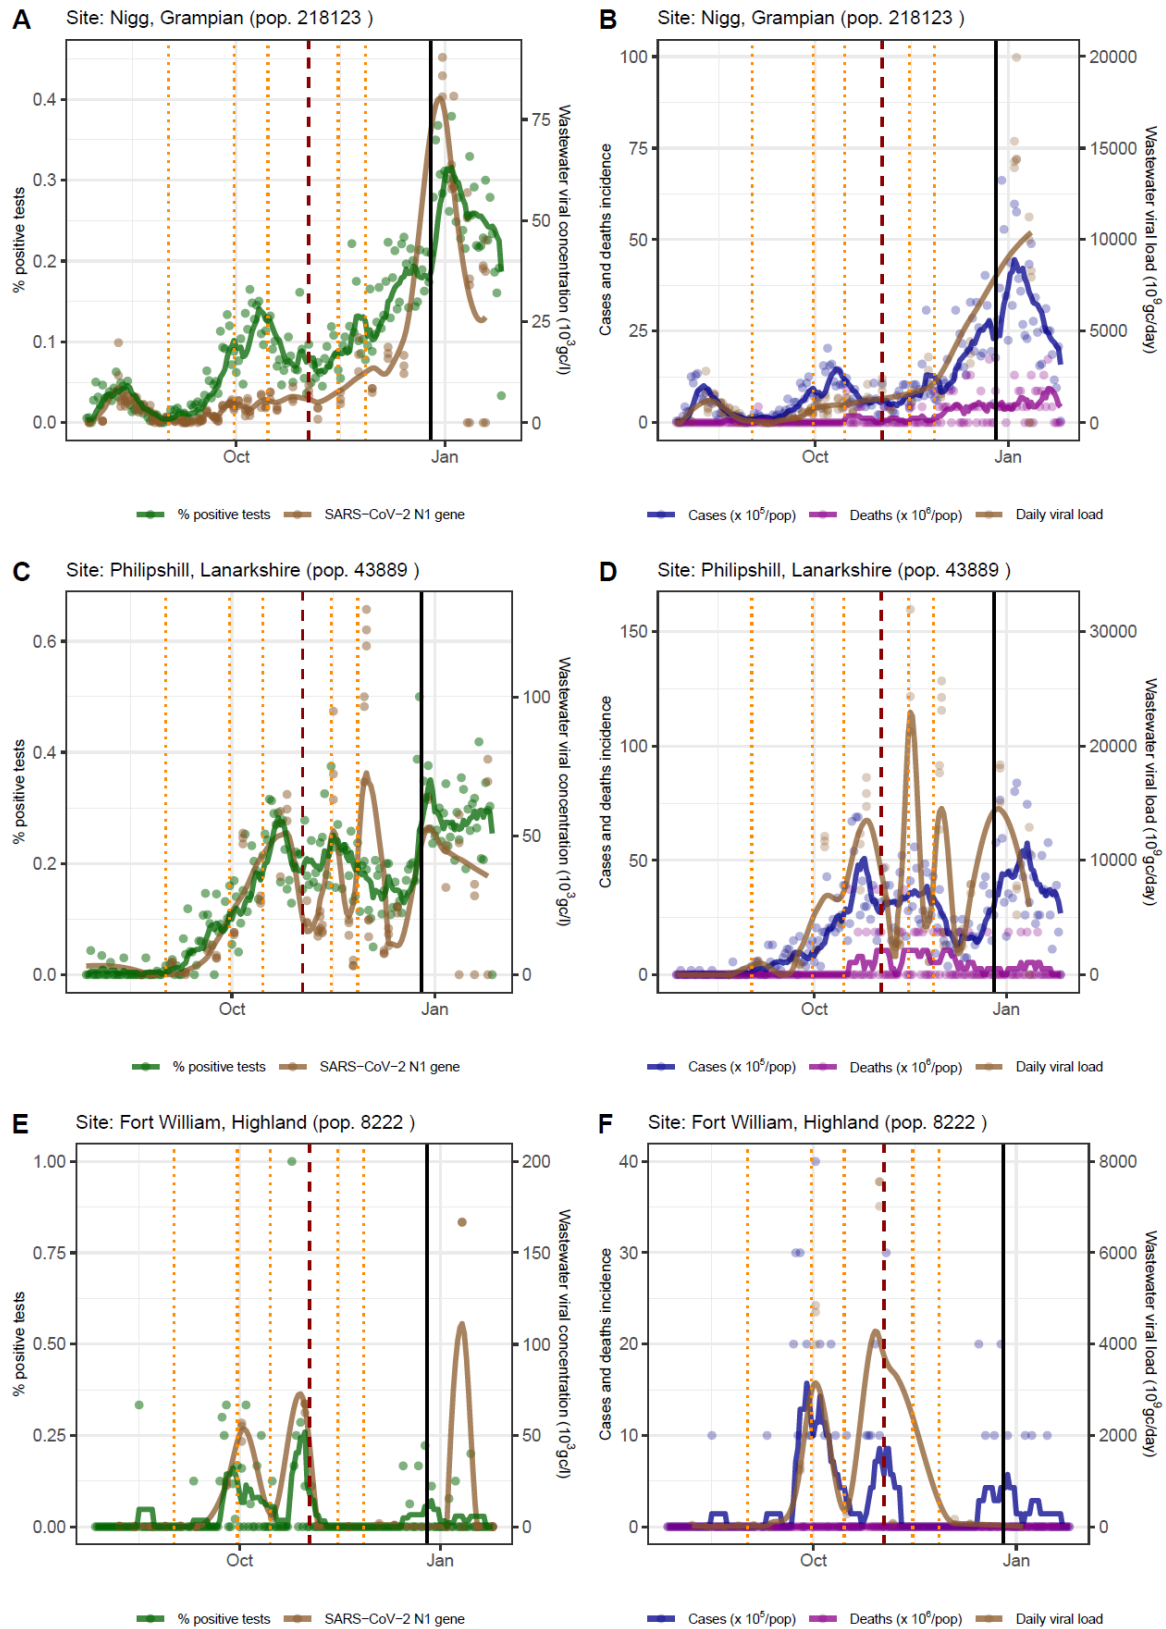 A Site: Nigg, Grampian (pop. 218123 )
0.4
0.3
0.2
0.1
0.0
% positive tests
75
50
25
0
Wastewater viral concentration (10³gc/l)
Oct Jan
% positive tests SARS−CoV−2 N1 gene
B Site: Nigg, Grampian (pop. 218123 )
100
75
50
25
0
Cases and deaths incidence
20000
15000
10000
5000
0
Wastewater viral load (10⁹gc/day)
Oct Jan
Cases (x 10⁵/pop) Deaths (x 10⁶/pop) Daily viral load
C Site: Philipshill, Lanarkshire (pop. 43889 )
0.6
0.4
0.2
0.0
% positive tests
100
50
0
Wastewater viral concentration (10³gc/l)
Oct Jan
% positive tests SARS−CoV−2 N1 gene
D Site: Philipshill, Lanarkshire (pop. 43889 )
150
100
50
0
Cases and deaths incidence
30000
20000
10000
0
Wastewater viral load (10⁹gc/day)
Oct Jan
Cases (x 10⁵/pop) Deaths (x 10⁶/pop) Daily viral load
E Site: Fort William, Highland (pop. 8222 )
1.00
0.75
0.50
0.25
0.00
% positive tests
200
150
100
50
0
Wastewater viral concentration (10³gc/l)
Oct Jan
% positive tests SARS−CoV−2 N1 gene
F Site: Fort William, Highland (pop. 8222 )
40
30
20
10
0
Cases and deaths incidence
8000
6000
4000
2000
0
Wastewater viral load (10⁹gc/day)
Oct Jan
Cases (x 10⁵/pop) Deaths (x 10⁶/pop) Daily viral load